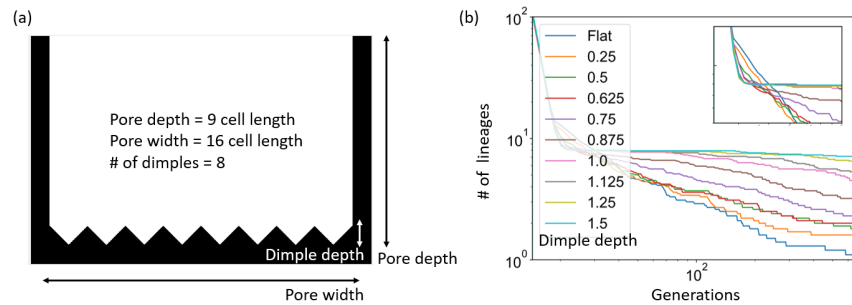 (a)
Pore depth = 9 cell length
Pore width = 16 cell length
# of dimples = 8
Dimple depth
Pore depth
Pore width
(b)
10²
10¹
10⁰
# of lineages
Flat
0.25
0.5
0.625
0.75
0.875
1.0
1.125
1.25
1.5
Dimple depth
10²
Generations